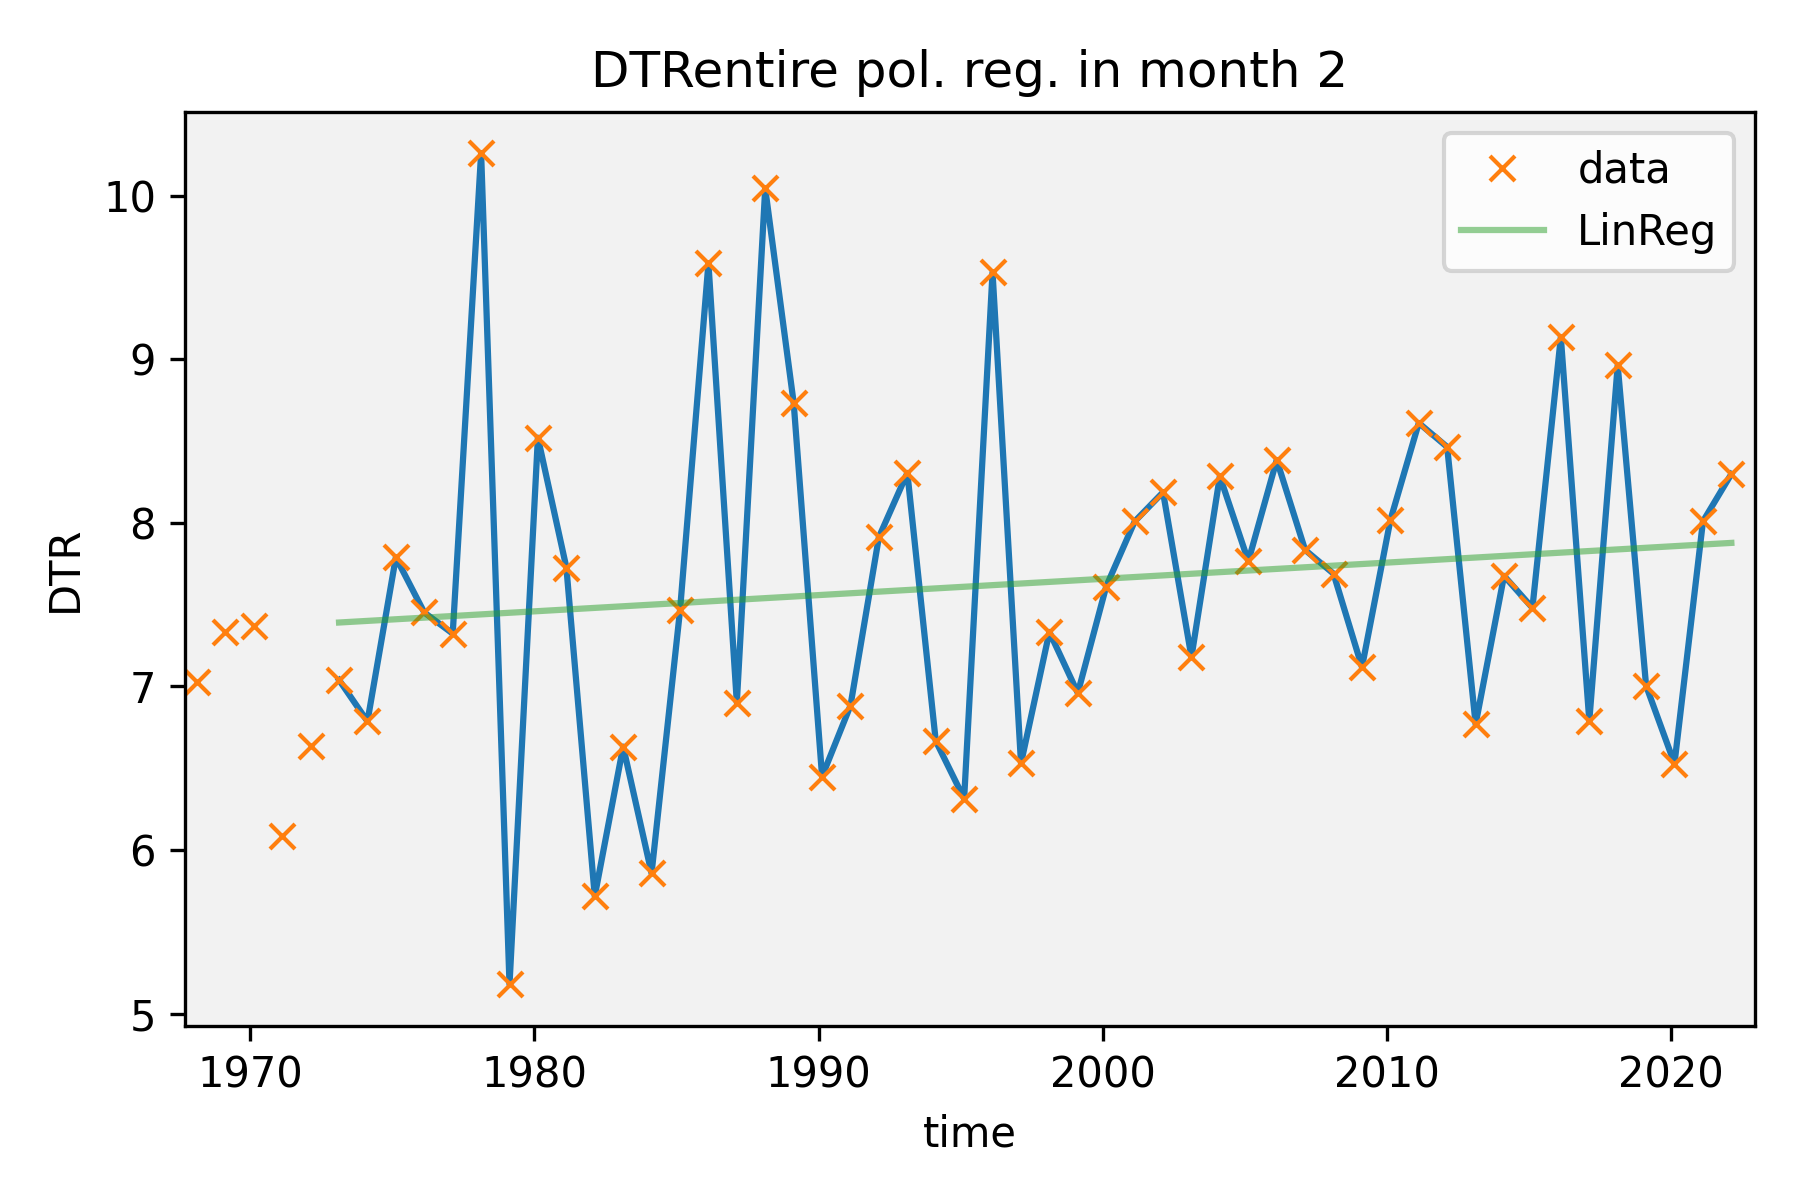 DTRentire pol. reg. in month 2
data
LinReg
10
9
8
7
6
5
DTR
1970 1980 1990 2000 2010 2020
time